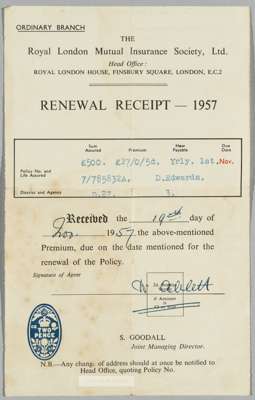 ORDINARY BRANCH
THE
Royal London Mutual Insurance Society, Ltd.
Head Office:
ROYAL LONDON HOUSE, FINSBURY SQUARE, LONDON, E.C.2
RENEWAL RECEIPT — 1957
Sum Assured Premium How Payable Due Date
£500. £27/0/5d. Yrly. 1st. Nov.
Policy No. and Life Assured 7/785832A. D.Edwards.
District and Agency 3.
Received the 19th day of
Nov. 1957 the above-mentioned
Premium, due on the date mentioned for the
renewal of the Policy.
Signature of Agent
S. GOODALL
Joint Managing Director.
TWO PENCE
N.B—Any change of address should at once be notified to
Head Office, quoting Policy No.